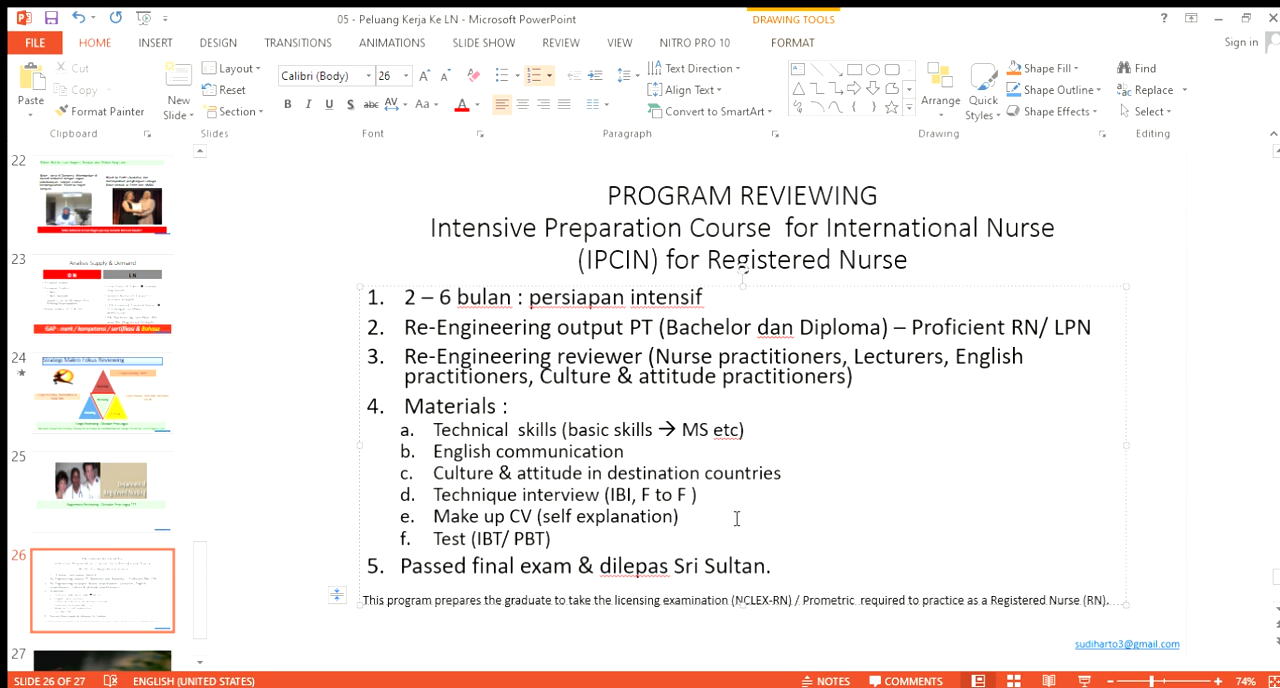 05 - Peluang Kerja Ke LN - Microsoft PowerPoint
DRAWING TOOLS
FILE HOME INSERT DESIGN TRANSITIONS ANIMATIONS SLIDE SHOW REVIEW VIEW NITRO PRO 10 FORMAT
Sign in
Paste
Cut
Copy
Format Painter
Clipboard
New
Slide
Layout
Reset
Section
Slides
Calibri (Body) 26
B I U S abc AV Aa A
Font
Text Direction
Align Text
Convert to SmartArt
Paragraph
Arrange
Quick
Styles
Shape Fill
Shape Outline
Shape Effects
Drawing
Find
Replace
Select
Editing
22
23
Analisis Supply & Demand
24
25
26
27
PROGRAM REVIEWING
Intensive Preparation Course for International Nurse
(IPCIN) for Registered Nurse
1. 2 – 6 bulan : persiapan intensif
2. Re-Engineering output PT (Bachelor dan Diploma) – Proficient RN/ LPN
3. Re-Engineering reviewer (Nurse practitioners, Lecturers, English
practitioners, Culture & attitude practitioners)
4. Materials :
a. Technical skills (basic skills → MS etc)
b. English communication
c. Culture & attitude in destination countries
d. Technique interview (IBI, F to F )
e. Make up CV (self explanation)
f. Test (IBT/ PBT)
5. Passed final exam & dilepas Sri Sultan.
This program prepares the graduate to take the licensing examination (NCLEX-RN) / Prometric required to practice as a Registered Nurse (RN).
sudiharto3@gmail.com
SLIDE 26 OF 27 ENGLISH (UNITED STATES) NOTES COMMENTS 74%